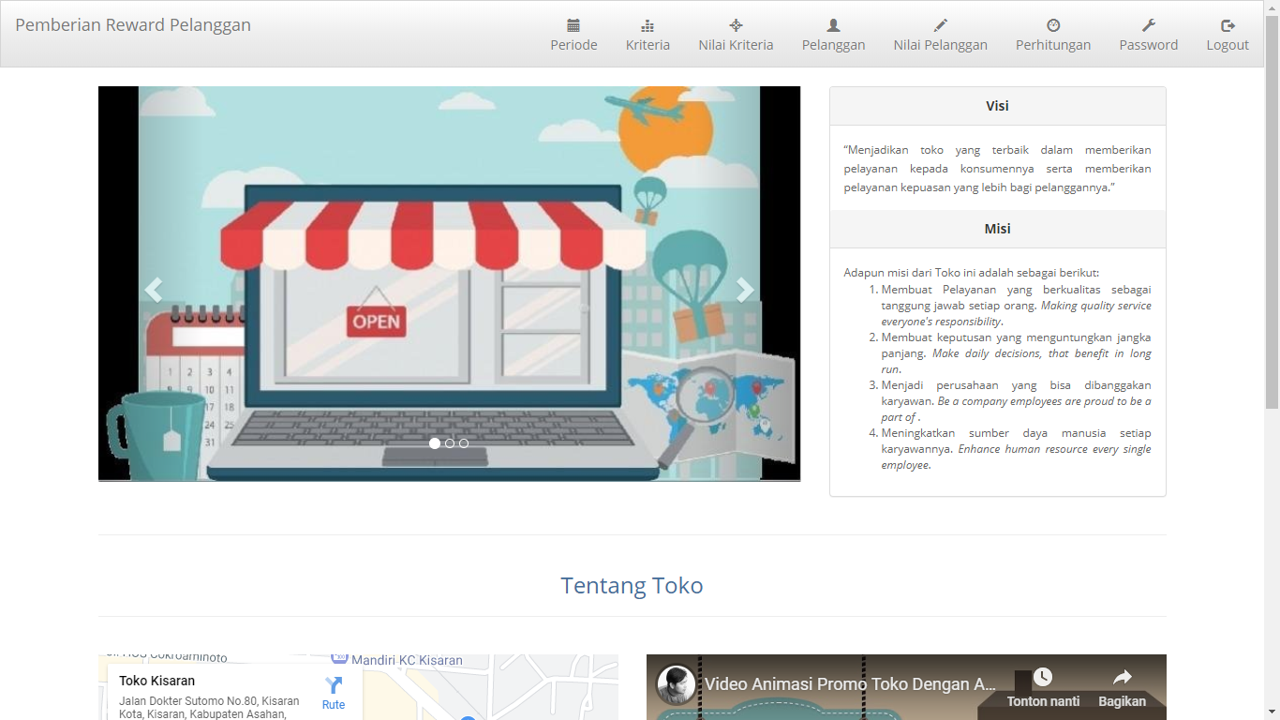 Pemberian Reward Pelanggan
Periode
Kriteria
Nilai Kriteria
Pelanggan
Nilai Pelanggan
Perhitungan
Password
Logout
OPEN
1 2 3 4
8 9 10 11
17 18
24 25
31
Visi
“Menjadikan toko yang terbaik dalam memberikan
pelayanan kepada konsumennya serta memberikan
pelayanan kepuasan yang lebih bagi pelanggannya.”
Misi
Adapun misi dari Toko ini adalah sebagai berikut:
1. Membuat Pelayanan yang berkualitas sebagai
tanggung jawab setiap orang. Making quality service
everyone's responsibility.
2. Membuat keputusan yang menguntungkan jangka
panjang. Make daily decisions, that benefit in long
run.
3. Menjadi perusahaan yang bisa dibanggakan
karyawan. Be a company employees are proud to be a
part of .
4. Meningkatkan sumber daya manusia setiap
karyawannya. Enhance human resource every single
employee.
Tentang Toko
Cokroaminoto
Mandiri KC Kisaran
Toko Kisaran
Jalan Dokter Sutomo No.80, Kisaran
Kota, Kisaran, Kabupaten Asahan,
Rute
Video Animasi Promo Toko Dengan A...
Tonton nanti
Bagikan